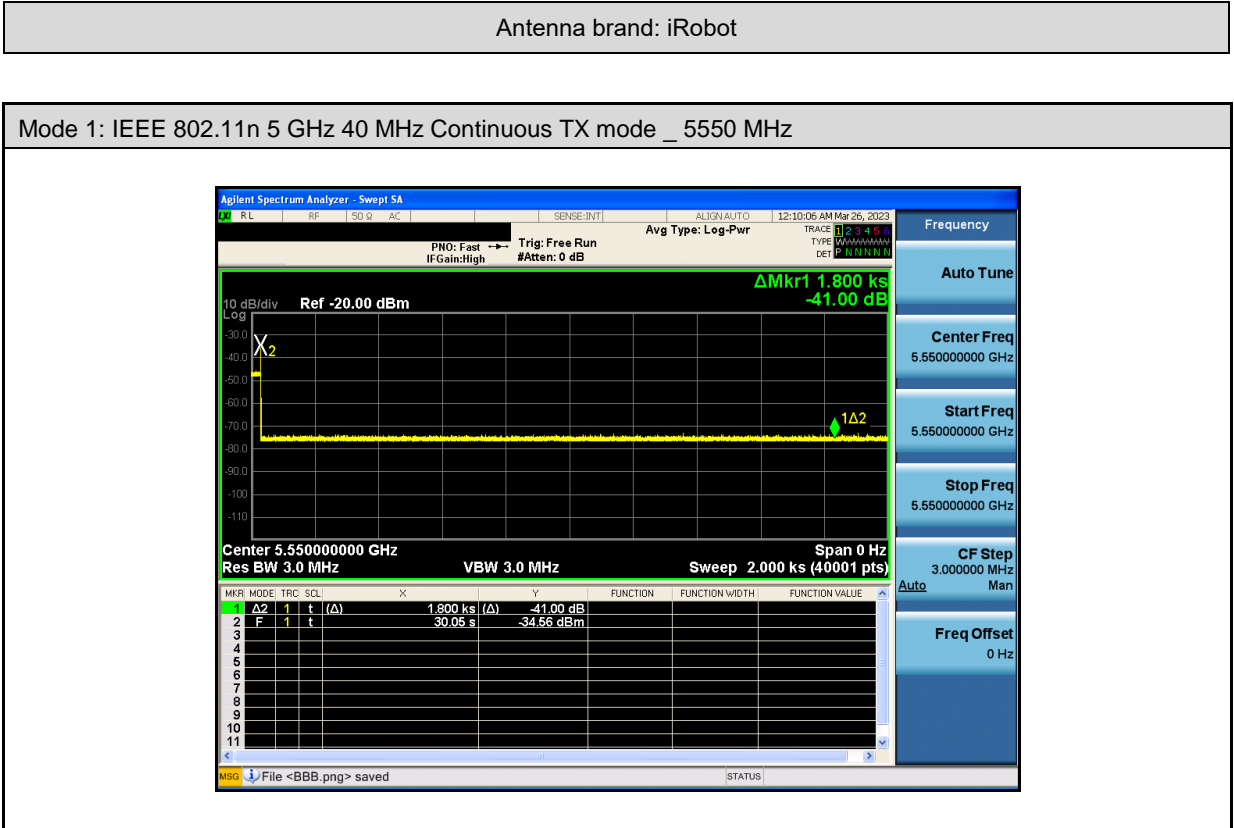 Antenna brand: iRobot
Mode 1: IEEE 802.11n 5 GHz 40 MHz Continuous TX mode _ 5550 MHz
Agilent Spectrum Analyzer - Swept SA
LXI RL RF 50 Ω AC SENSE:INT ALIGN AUTO 12:10:06 AM Mar 26, 2023
Frequency
Avg Type: Log-Pwr TRACE 1 2 3 4 5 6
PNO: Fast Trig: Free Run TYPE WWWWWW
IFGain:High #Atten: 0 dB DET P N N N N N
Auto Tune
ΔMkr1 1.800 ks
-41.00 dB
10 dB/div Ref -20.00 dBm
Log
-30.0
-40.0
-50.0
-60.0
-70.0
-80.0
-90.0
-100
-110
2
1Δ2
Center 5.550000000 GHz Span 0 Hz
Res BW 3.0 MHz VBW 3.0 MHz Sweep 2.000 ks (40001 pts)
MKR MODE TRC SCL X Y FUNCTION FUNCTION WIDTH FUNCTION VALUE
1 Δ2 1 t (Δ) 1.800 ks (Δ) -41.00 dB
2 F 1 t 30.05 s -34.56 dBm
3
4
5
6
7
8
9
10
11
Center Freq
5.550000000 GHz
Start Freq
5.550000000 GHz
Stop Freq
5.550000000 GHz
CF Step
3.000000 MHz
Auto Man
Freq Offset
0 Hz
MSG File <BBB.png> saved STATUS